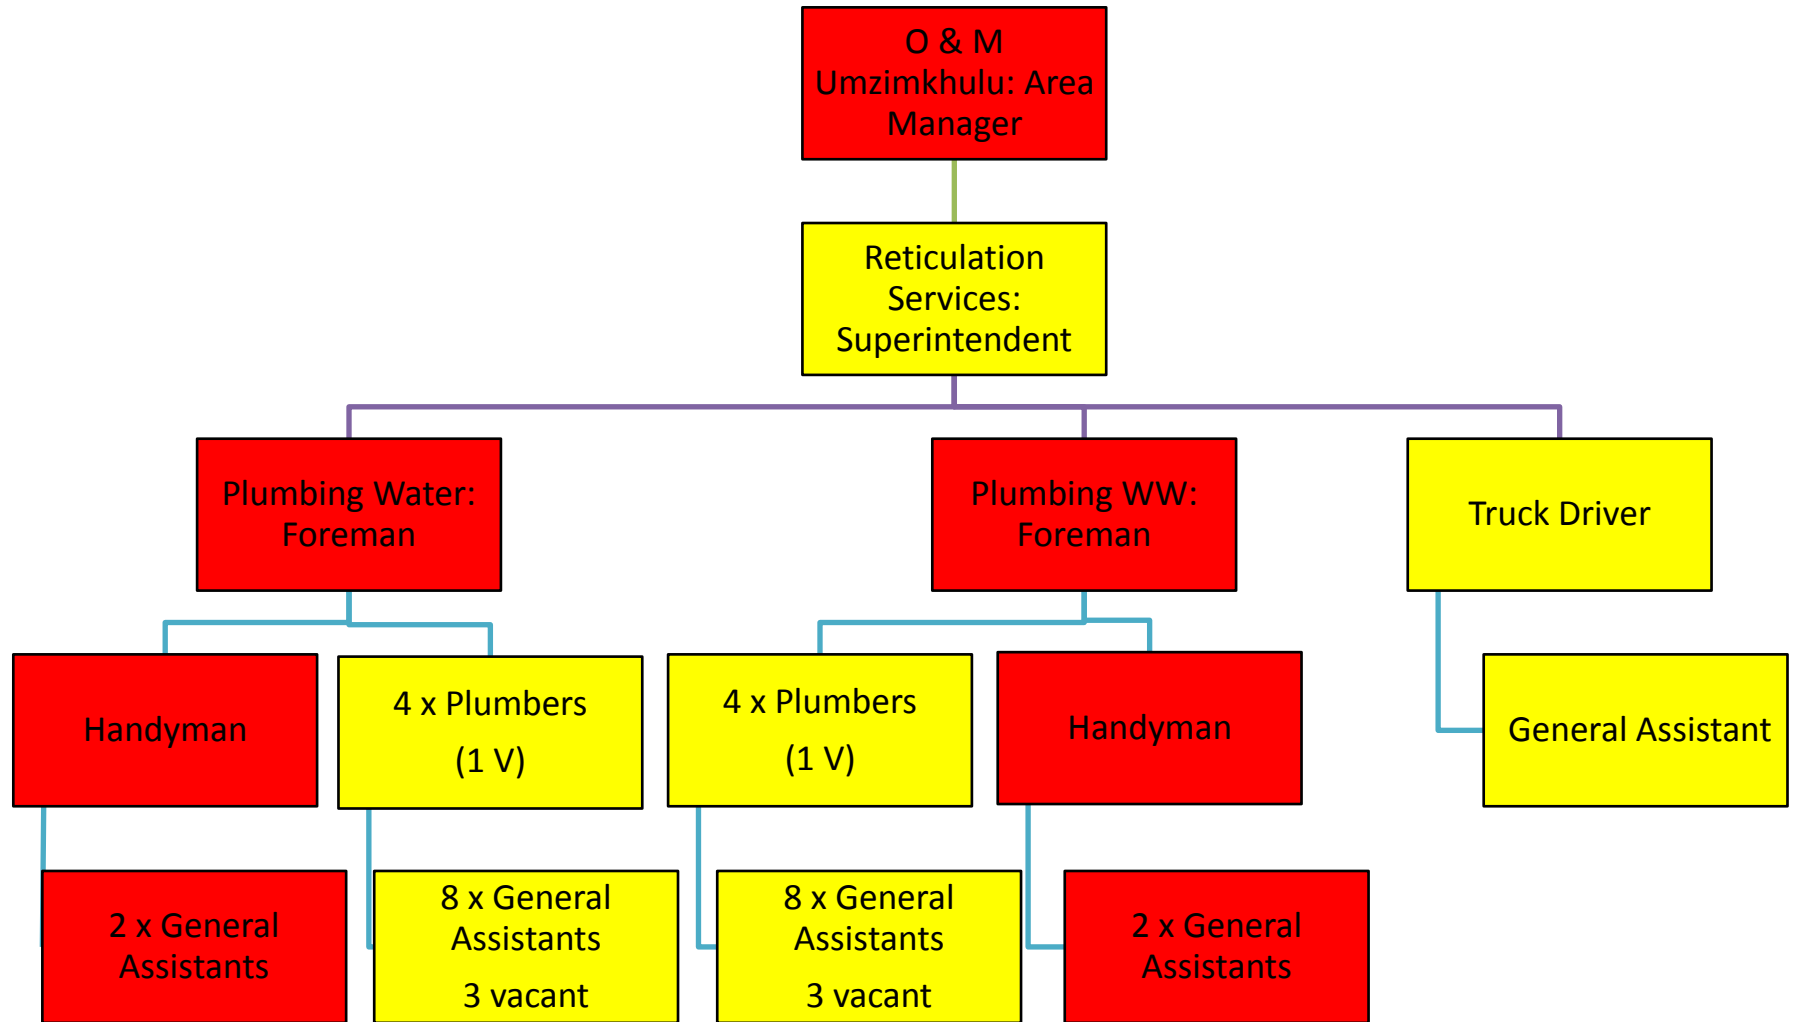 O & M
Umzimkhulu: Area
Manager
Reticulation
Services:
Superintendent
Plumbing Water:
Foreman
Plumbing WW:
Foreman
Truck Driver
Handyman
4 x Plumbers
(1 V)
4 x Plumbers
(1 V)
Handyman
General Assistant
2 x General
Assistants
8 x General
Assistants
3 vacant
8 x General
Assistants
3 vacant
2 x General
Assistants